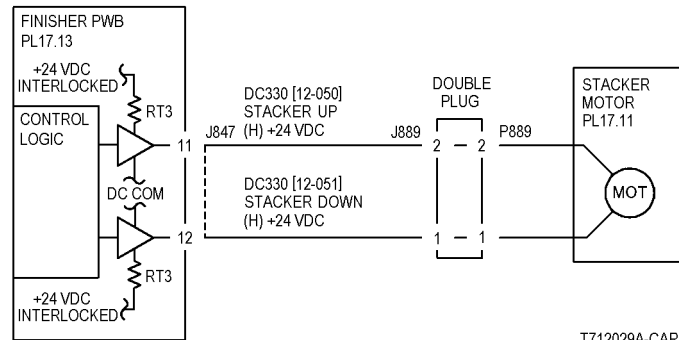 FINISHER PWB
PL17.13
+24 VDC
INTERLOCKED
RT3
CONTROL
LOGIC
11
J847
DC330 [12-050]
STACKER UP
(H) +24 VDC
J889
DOUBLE
PLUG
2 2
P889
STACKER
MOTOR
PL17.11
MOT
DC COM
DC330 [12-051]
STACKER DOWN
(H) +24 VDC
12
1 1
RT3
+24 VDC
INTERLOCKED
T712029A-CAR